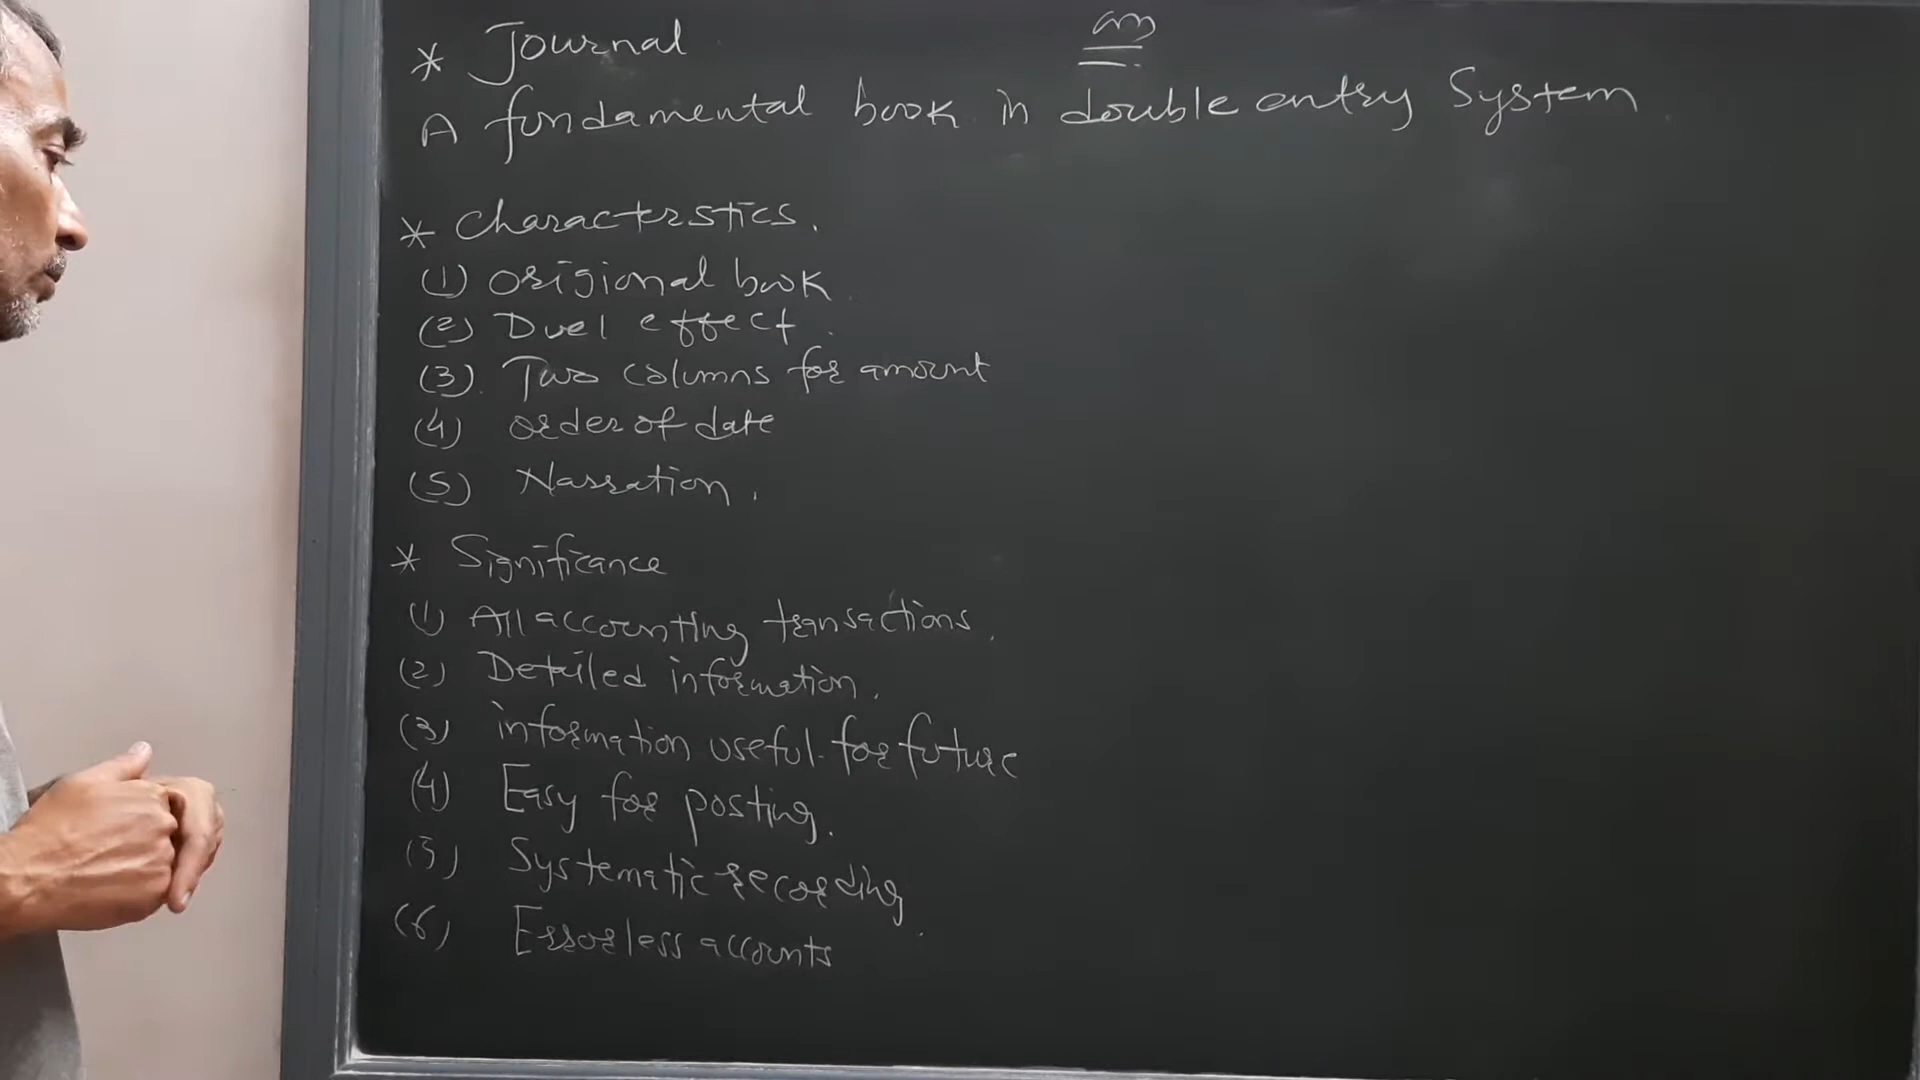 * Journal
A fundamental book in double entry System
* Characterstics.
(1) Origional book
(2) Duel effect.
(3). Two columns for amount
(4) order of date
(5) Narration.
* Significance
(1) All accounting transactions.
(2) Detailed information.
(3) information useful for future
(4) Easy for posting.
(5) Systematic recording.
(6) Errorless accounts